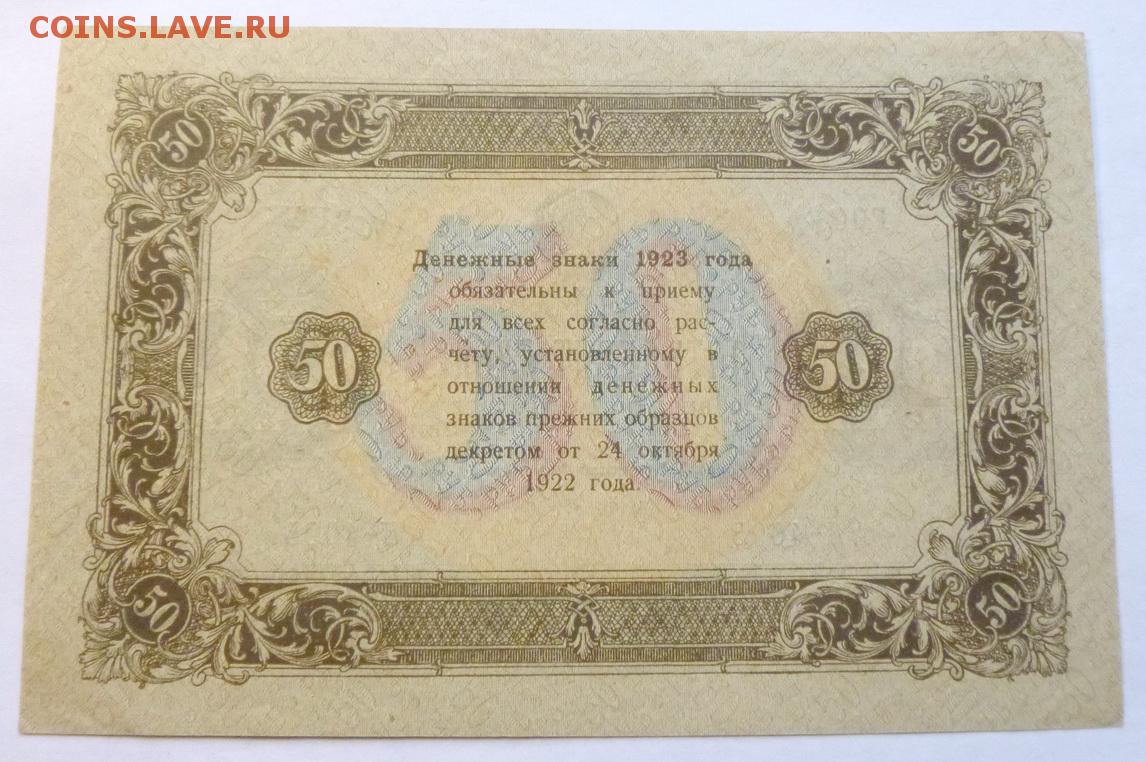 COINS.LAVE.RU
50 50
50
Денежные знаки 1923 года
обязательны к приему
для всех согласно рас-
чету, установленному в
отношении денежных
знаков прежних образцов
декретом от 24 октября
1922 года.
50 50
50 50